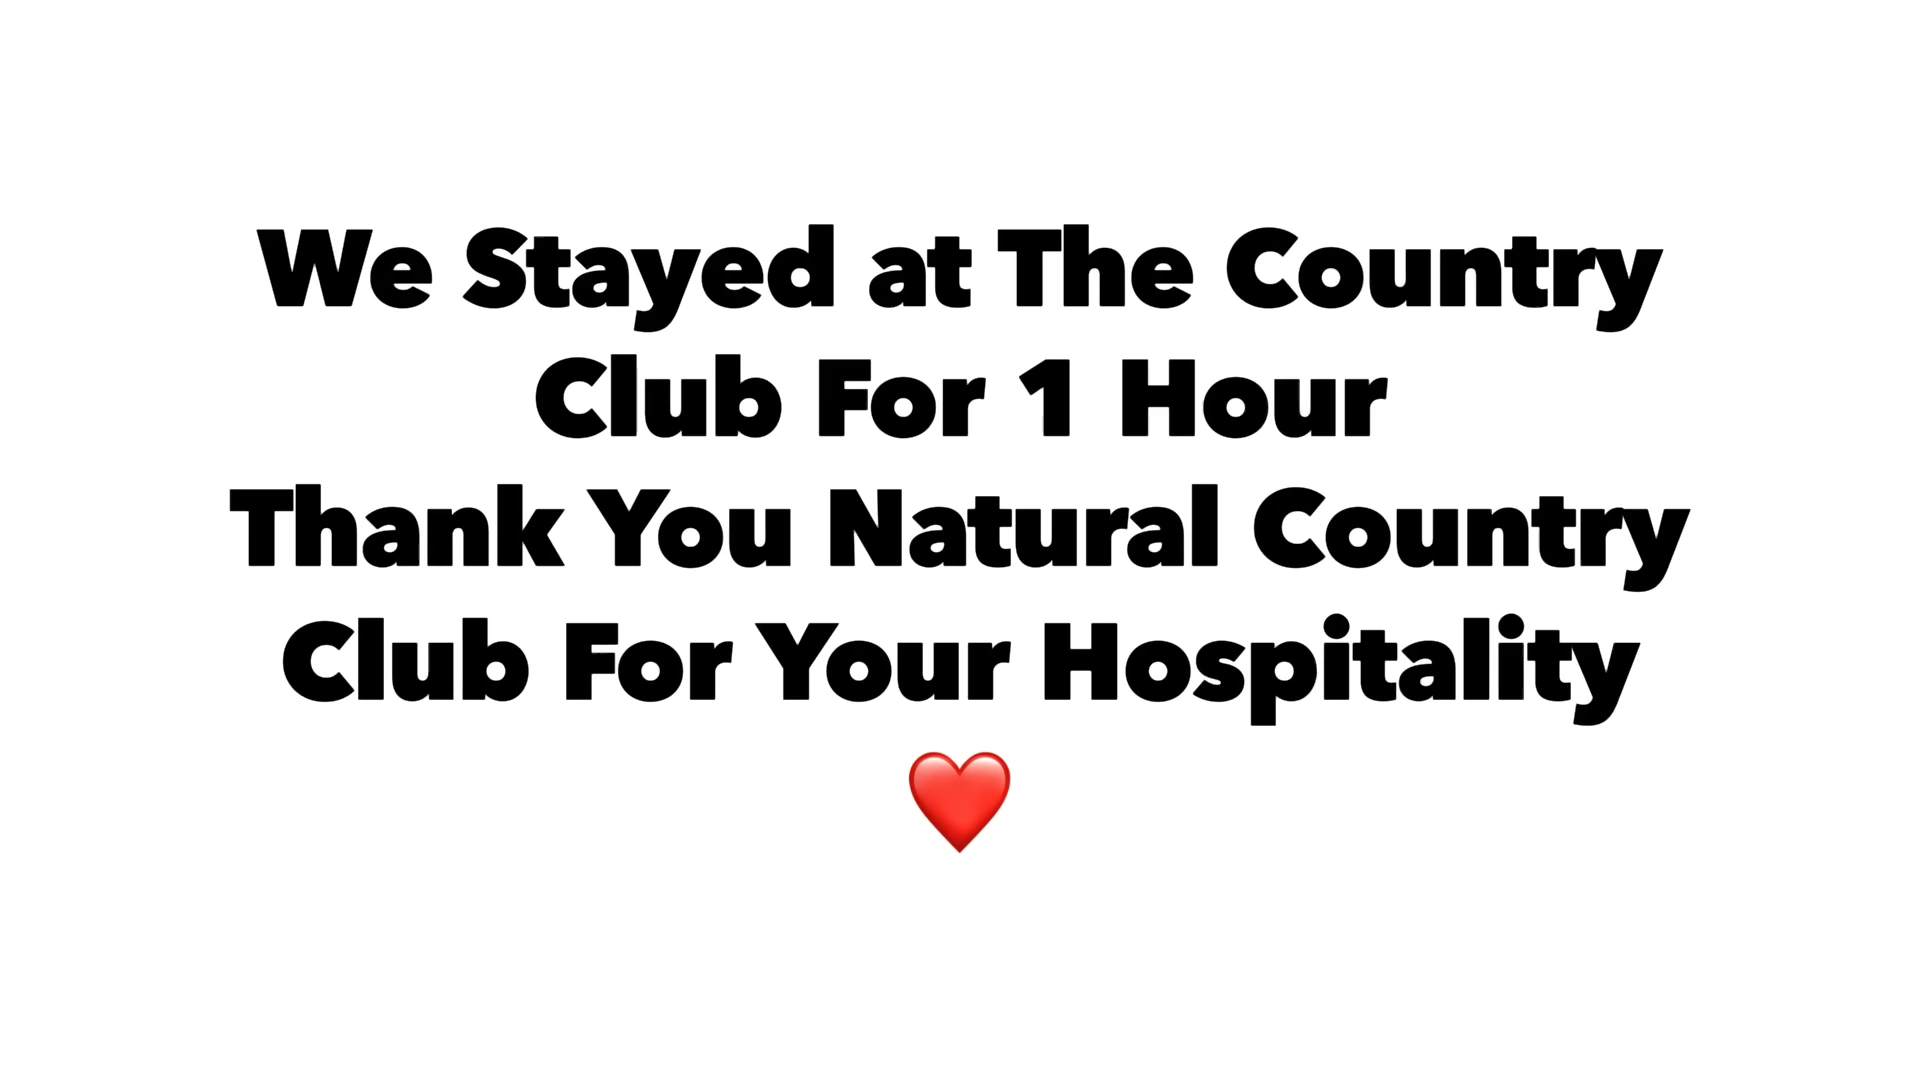 We Stayed at The Country
Club For 1 Hour
Thank You Natural Country
Club For Your Hospitality
❤️